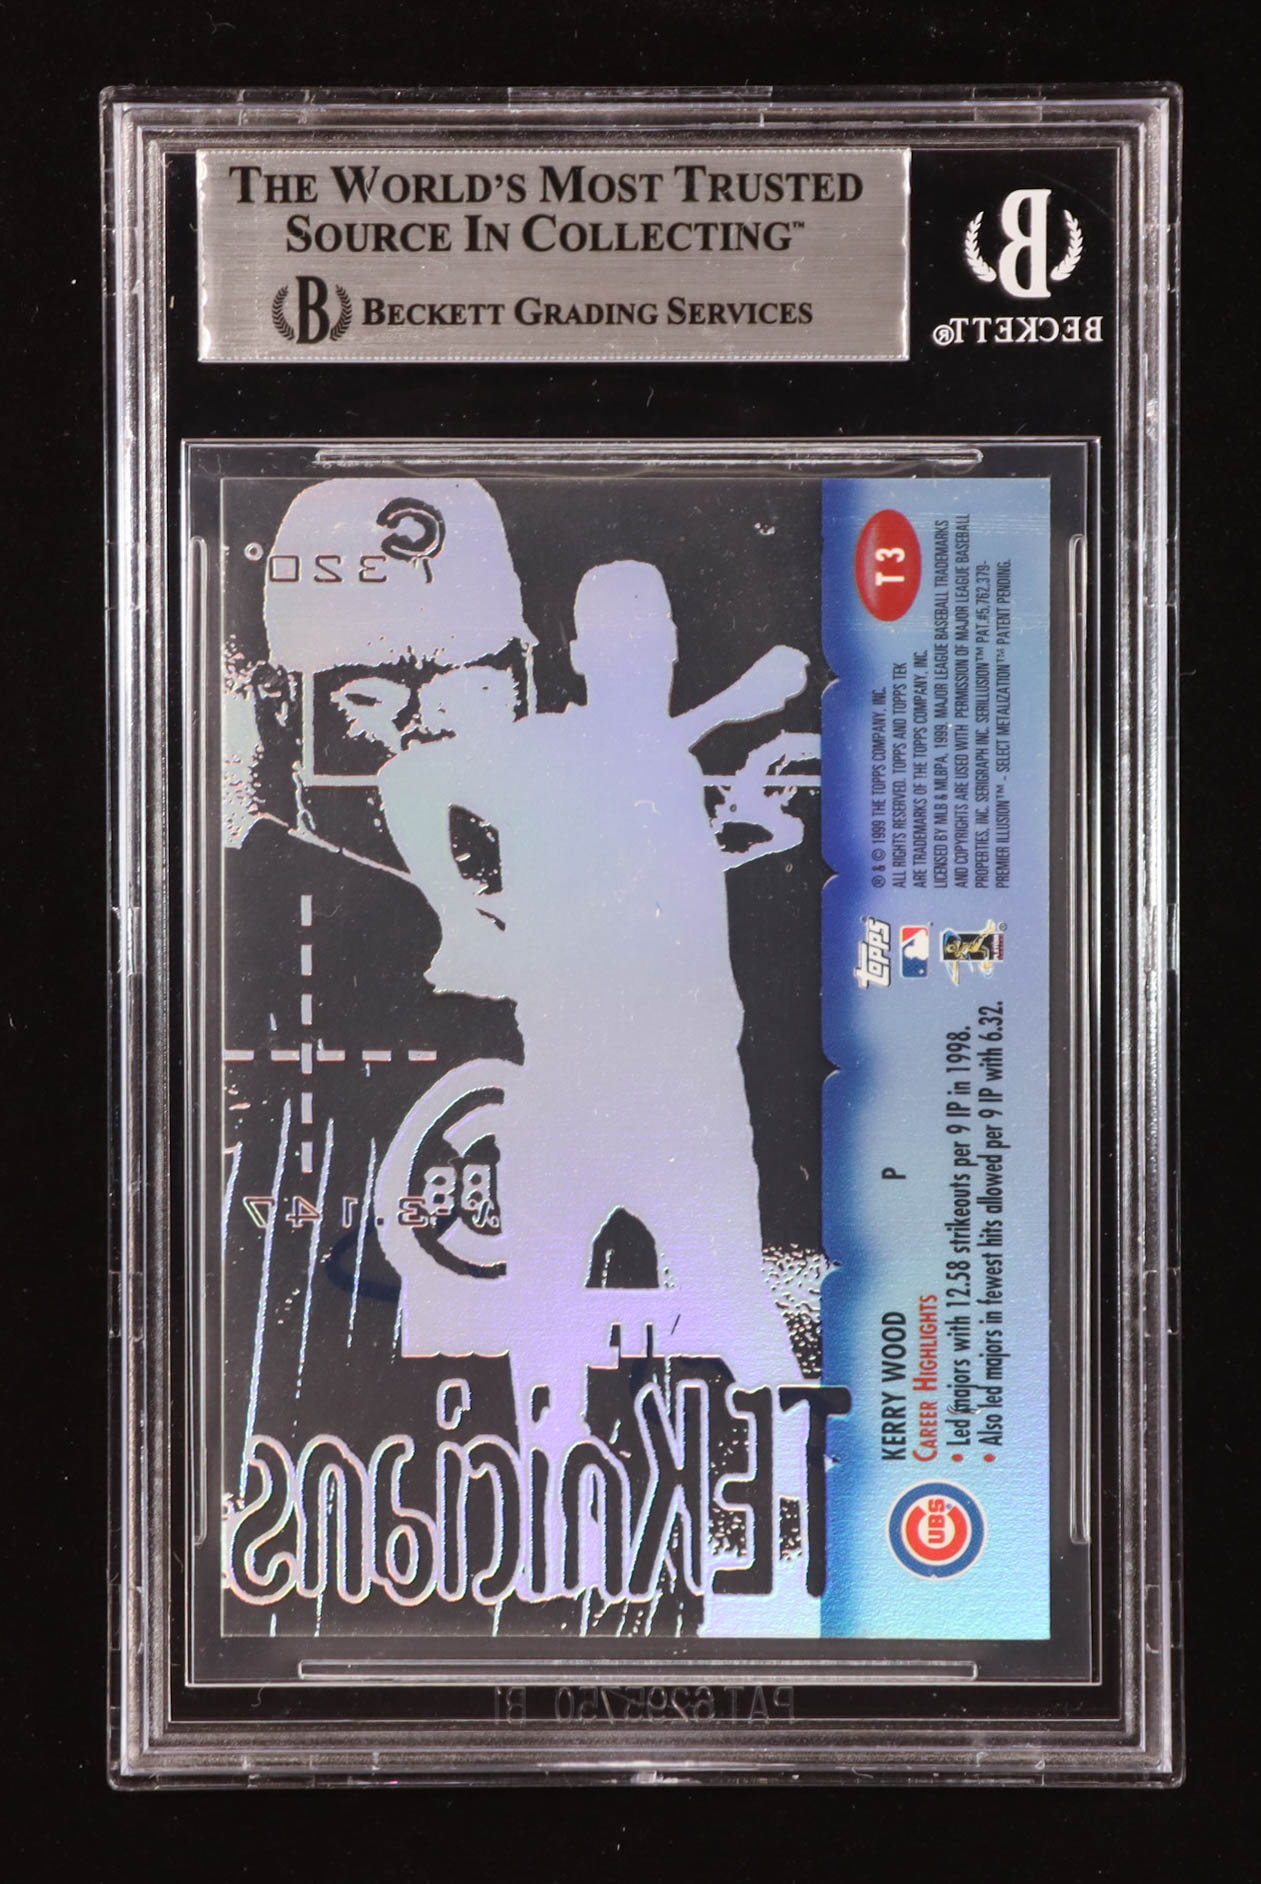 THE WORLD'S MOST TRUSTED
SOURCE IN COLLECTING™
B BECKETT GRADING SERVICES
B
BECKETT®
T3
® & © 1999 THE TOPPS COMPANY, INC.
ALL RIGHTS RESERVED. TOPPS AND TOPPS TEK
ARE TRADEMARKS OF THE TOPPS COMPANY, INC.
LICENSED BY MLB & MLBPA, 1999. MAJOR LEAGUE BASEBALL TRADEMARKS
AND COPYRIGHTS ARE USED WITH PERMISSION OF MAJOR LEAGUE BASEBALL
PROPERTIES, INC. SERIGRAPH INC. SERILLUSION™ PAT.#5,762,379-
PREMIER ILLUSION™ - SELECT METALIZATION™ PATENT PENDING.
topps
KERRY WOOD P
CAREER HIGHLIGHTS
• Led majors with 12.58 strikeouts per 9 IP in 1998.
• Also led majors in fewest hits allowed per 9 IP with 6.32.
CUBS
C
320°
TEKnicians
PAT.6295750 B1